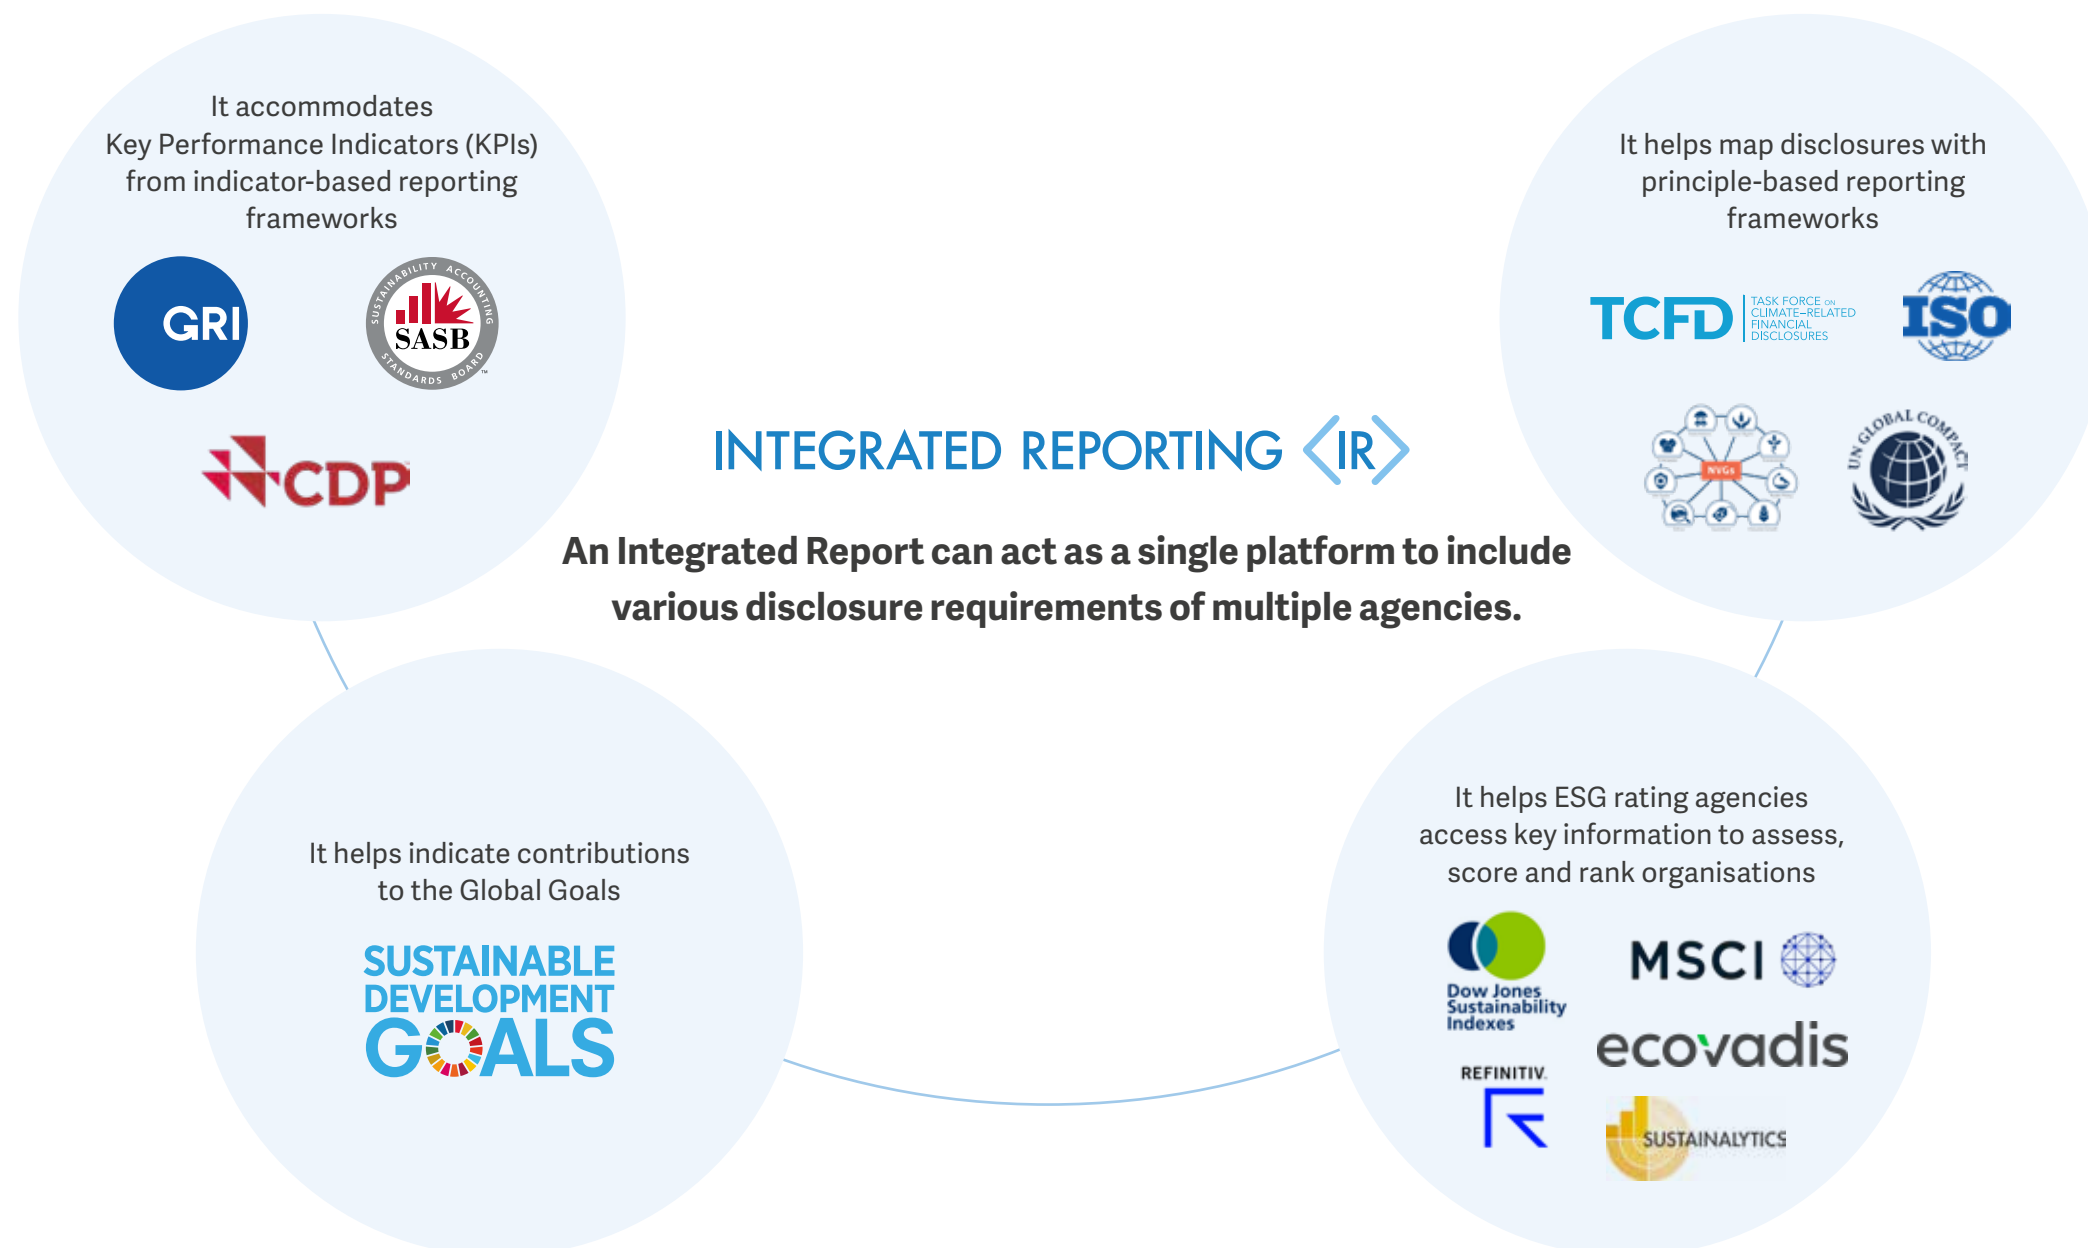 It accommodates
Key Performance Indicators (KPIs)
from indicator-based reporting
frameworks
GRI
SUSTAINABILITY ACCOUNTING
SASB
STANDARDS BOARD
TM
CDP
It helps map disclosures with
principle-based reporting
frameworks
TCFD
TASK FORCE ON
CLIMATE–RELATED
FINANCIAL
DISCLOSURES
ISO
NVGs
UN GLOBAL COMPACT
INTEGRATED REPORTING <IR>
An Integrated Report can act as a single platform to include
various disclosure requirements of multiple agencies.
It helps indicate contributions
to the Global Goals
SUSTAINABLE
DEVELOPMENT
GOALS
It helps ESG rating agencies
access key information to assess,
score and rank organisations
Dow Jones
Sustainability
Indexes
MSCI
ecovadis
REFINITIV
SUSTAINALYTICS